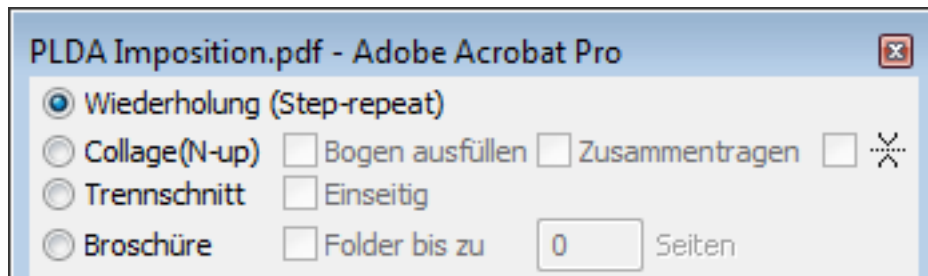 PLDA Imposition.pdf - Adobe Acrobat Pro
Wiederholung (Step-repeat)
Collage(N-up) Bogen ausfüllen Zusammentragen
Trennschnitt Einseitig
Broschüre Folder bis zu 0 Seiten